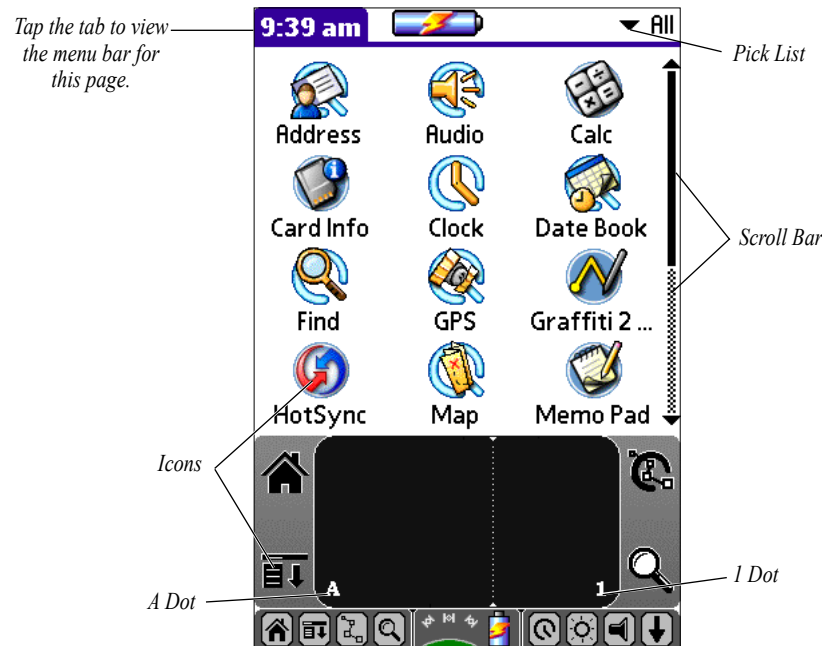 Tap the tab to view
the menu bar for
this page.
9:39 am
All
Pick List
Address
Audio
Calc
Card Info
Clock
Date Book
Scroll Bar
Find
GPS
Graffiti 2 ...
HotSync
Map
Memo Pad
Icons
A
1
A Dot
1 Dot